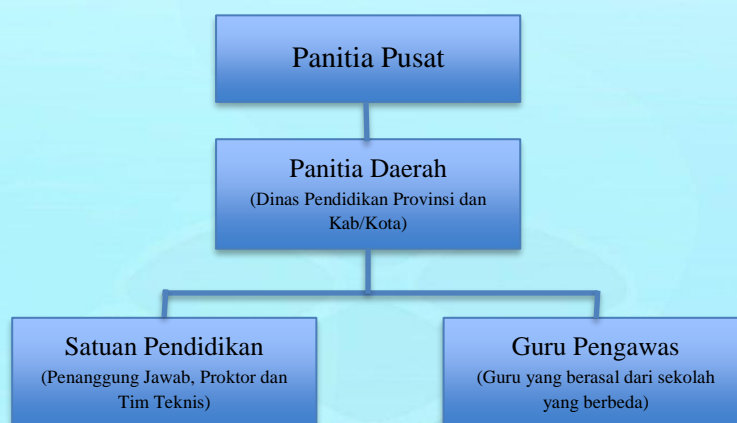 Panitia Pusat
Panitia Daerah
(Dinas Pendidikan Provinsi dan
Kab/Kota)
Satuan Pendidikan
(Penanggung Jawab, Proktor dan
Tim Teknis)
Guru Pengawas
(Guru yang berasal dari sekolah
yang berbeda)